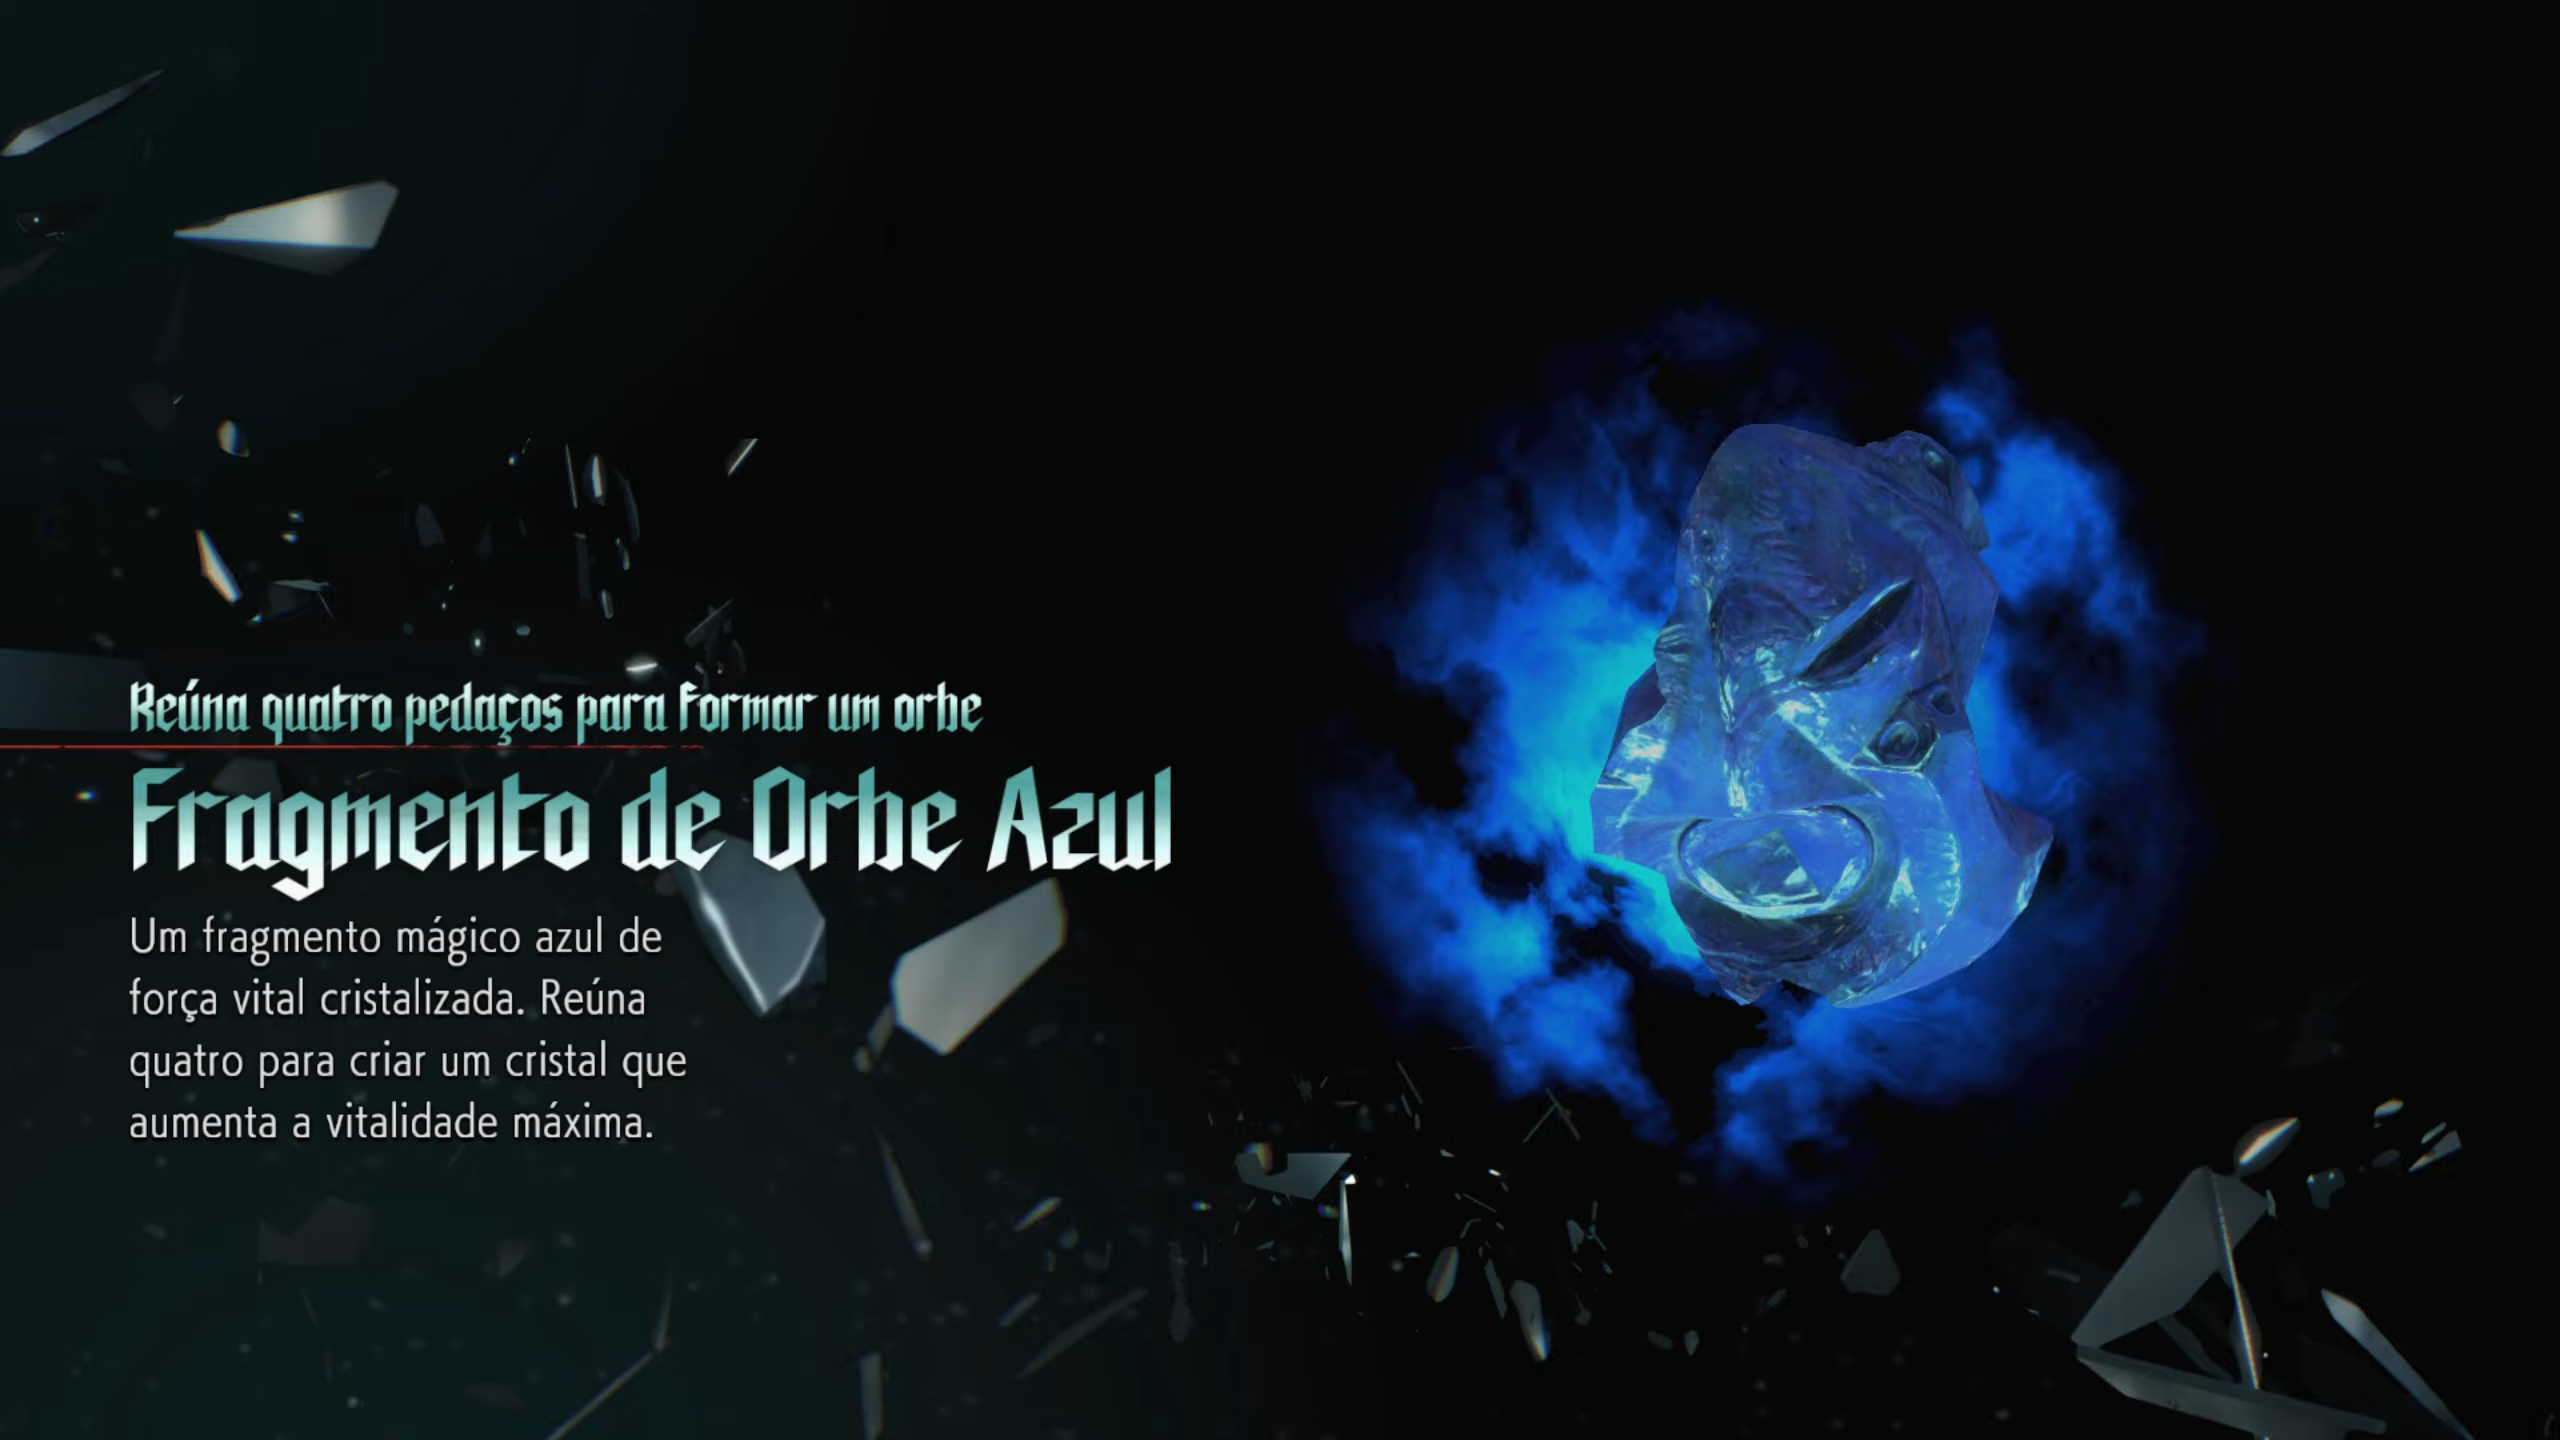 Reúna quatro pedaços para formar um orbe
Fragmento de Orbe Azul
Um fragmento mágico azul de
força vital cristalizada. Reúna
quatro para criar um cristal que
aumenta a vitalidade máxima.